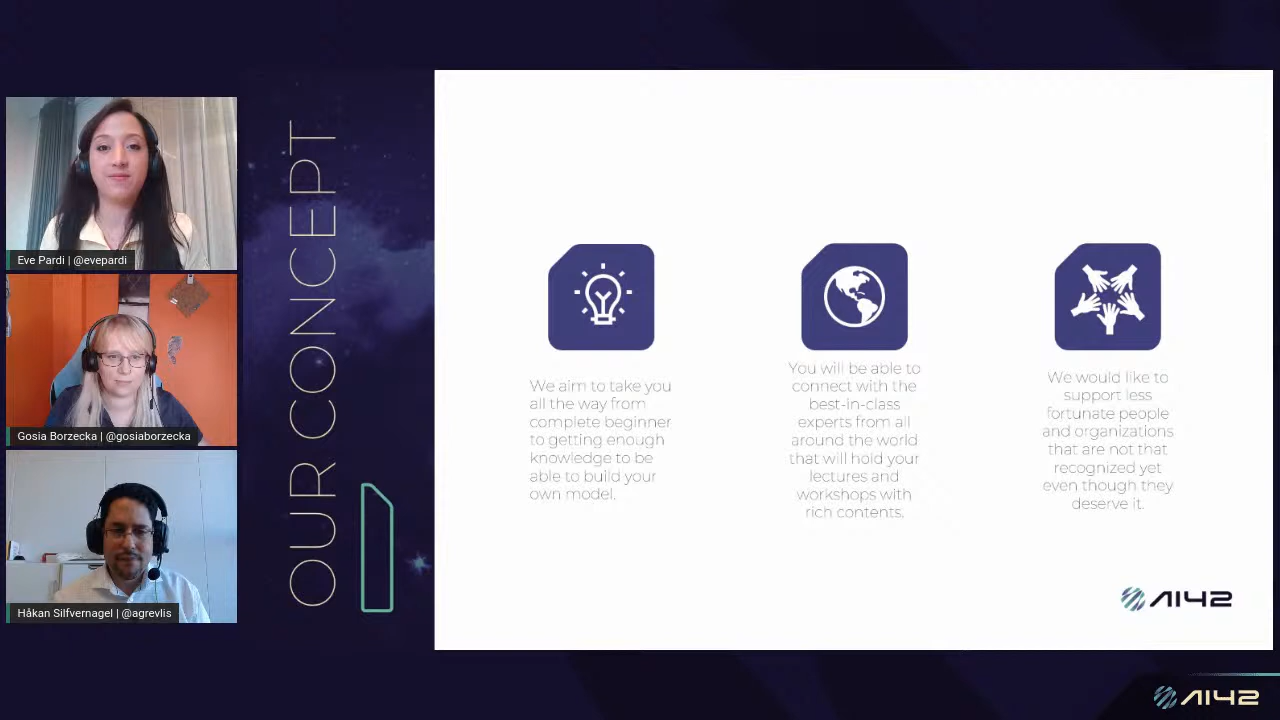 Eve Pardi | @evepardi
Gosia Borzecka | @gosiaborzecka
Håkan Silfvernagel | @agrevlis
OUR CONCEPT
We aim to take you
all the way from
complete beginner
to getting enough
knowledge to be
able to build your
own model.
You will be able to
connect with the
best-in-class
experts from all
around the world
that will hold your
lectures and
workshops with
rich contents.
We would like to
support less
fortunate people
and organizations
that are not that
recognized yet
even though they
deserve it.
AI42
AI42